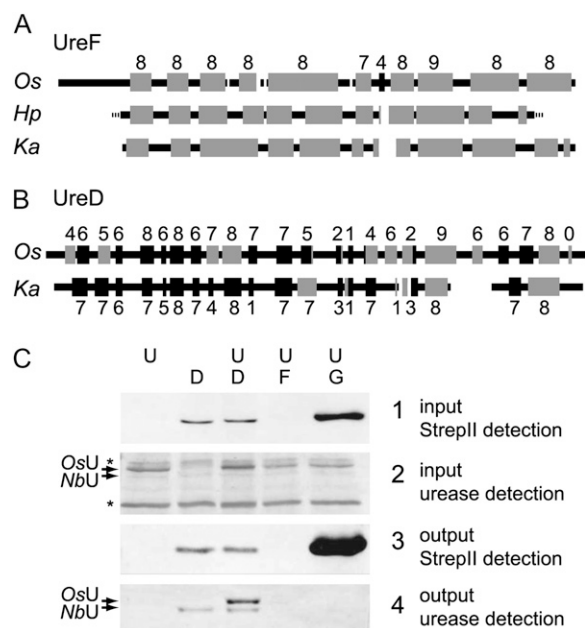 A
UreF
8 8 8 8 8 7 4 8 9 8 8
Os
Hp
Ka
B
UreD
4 6 5 6 8 6 8 6 7 8 7 7 5 2 1 4 6 2 9 6 6 7 8 0
Os
Ka
7 7 6 7 5 8 7 4 8 1 7 7 3 1 7 1 3 8 7 8
C
U D U D U F U G
1 input StrepII detection
* OsU NbU *
2 input urease detection
3 output StrepII detection
OsU NbU
4 output urease detection